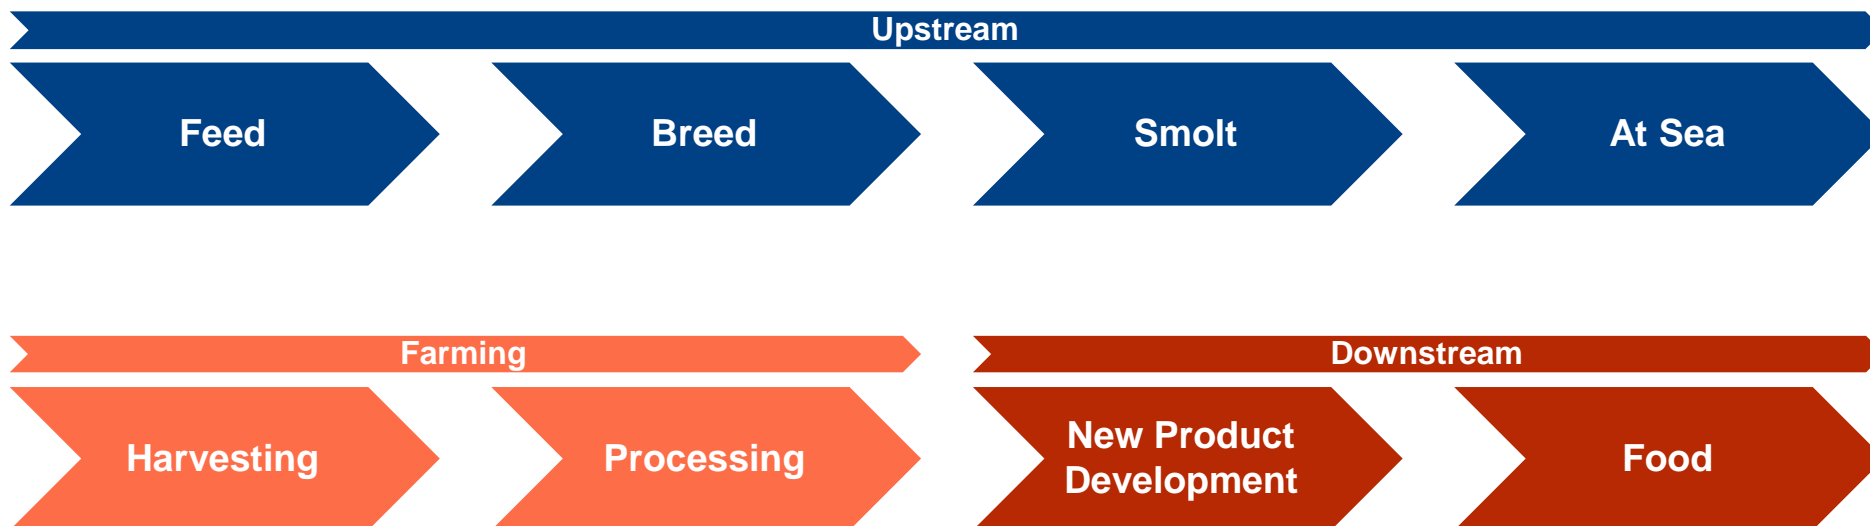 Upstream
Feed
Breed
Smolt
At Sea
Farming
Downstream
Harvesting
Processing
New Product
Development
Food